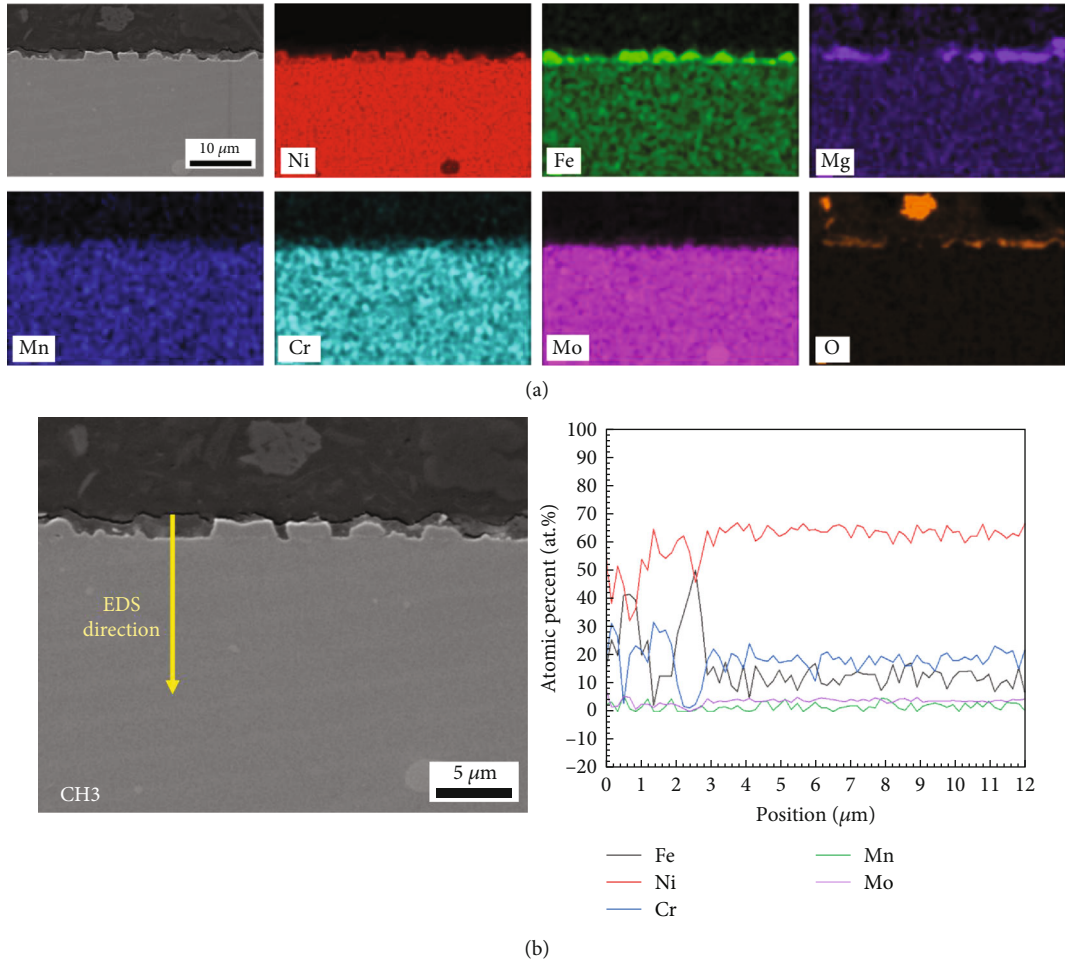 10 μm
Ni
Fe
Mg
Mn
Cr
Mo
O
(a)
EDS
direction
CH3
5 μm
Atomic percent (at.%)
100
90
80
70
60
50
40
30
20
10
0
–10
–20
0 1 2 3 4 5 6 7 8 9 10 11 12
Position (μm)
Fe
Ni
Cr
Mn
Mo
(b)